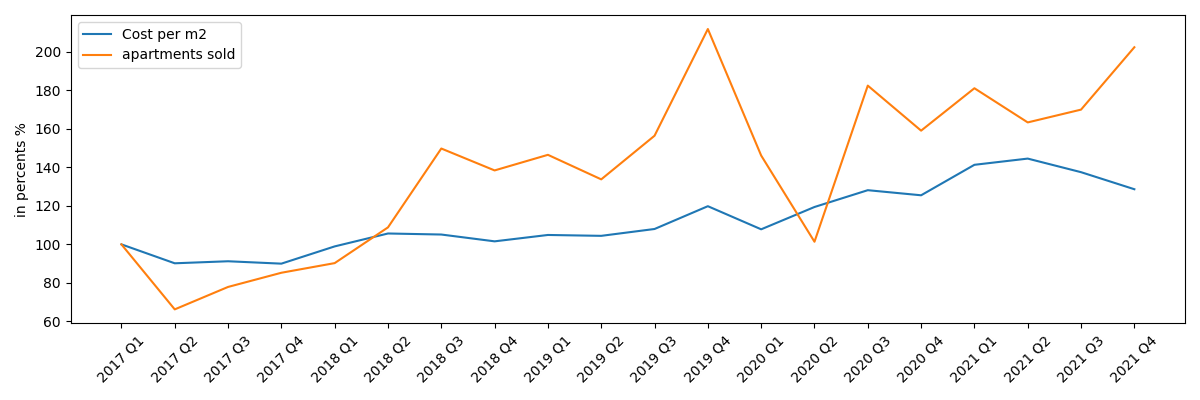 Cost per m2
apartments sold
in percents %
200
180
160
140
120
100
80
60
2017 Q1
2017 Q2
2017 Q3
2017 Q4
2018 Q1
2018 Q2
2018 Q3
2018 Q4
2019 Q1
2019 Q2
2019 Q3
2019 Q4
2020 Q1
2020 Q2
2020 Q3
2020 Q4
2021 Q1
2021 Q2
2021 Q3
2021 Q4